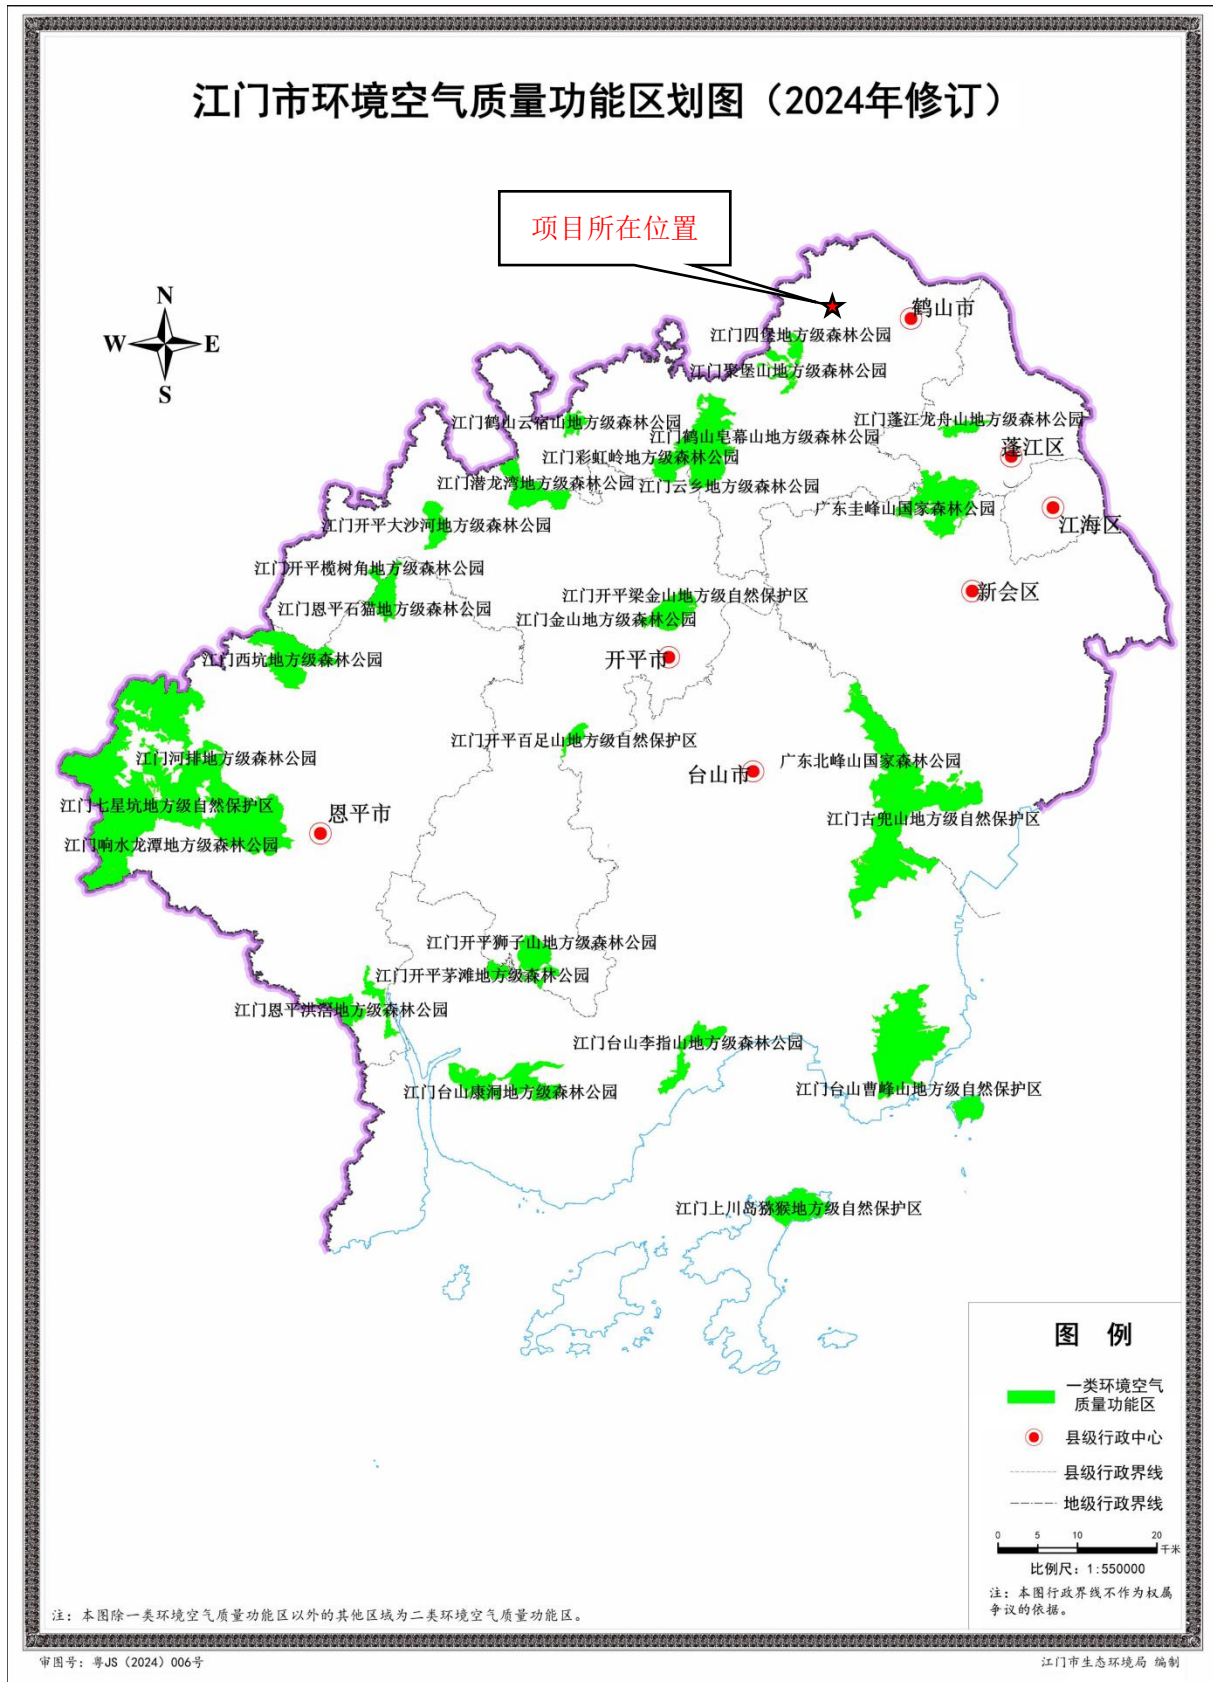 江门市环境空气质量功能区划图（2024年修订）
项目所在位置
N
W
E
S
鹤山市
江门四堡地方级森林公园
江门聚堡山地方级森林公园
江门鹤山云宿山地方级森林公园
江门蓬江龙舟山地方级森林公园
江门鹤山皂幕山地方级森林公园
蓬江区
江门彩虹岭地方级森林公园
江门潜龙湾地方级森林公园
江门云乡地方级森林公园
广东圭峰山国家森林公园
江门开平大沙河地方级森林公园
江海区
江门开平榄树角地方级森林公园
江门开平梁金山地方级自然保护区
新会区
江门恩平石猫地方级森林公园
江门金山地方级森林公园
江门西坑地方级森林公园
开平市
江门开平百足山地方级自然保护区
江门河排地方级森林公园
广东北峰山国家森林公园
台山市
江门七星坑地方级自然保护区
恩平市
江门古兜山地方级自然保护区
江门响水龙潭地方级森林公园
江门开平狮子山地方级森林公园
江门开平茅滩地方级森林公园
江门恩平洪滘地方级森林公园
江门台山李指山地方级森林公园
江门台山康洞地方级森林公园
江门台山曹峰山地方级自然保护区
江门上川岛猕猴地方级自然保护区
图 例
一类环境空气
质量功能区
县级行政中心
县级行政界线
地级行政界线
0 5 10 20
千米
比例尺：1:550000
注：本图行政界线不作为权属
争议的依据。
注：本图除一类环境空气质量功能区以外的其他区域为二类环境空气质量功能区。
审图号：粤JS（2024）006号
江门市生态环境局 编制